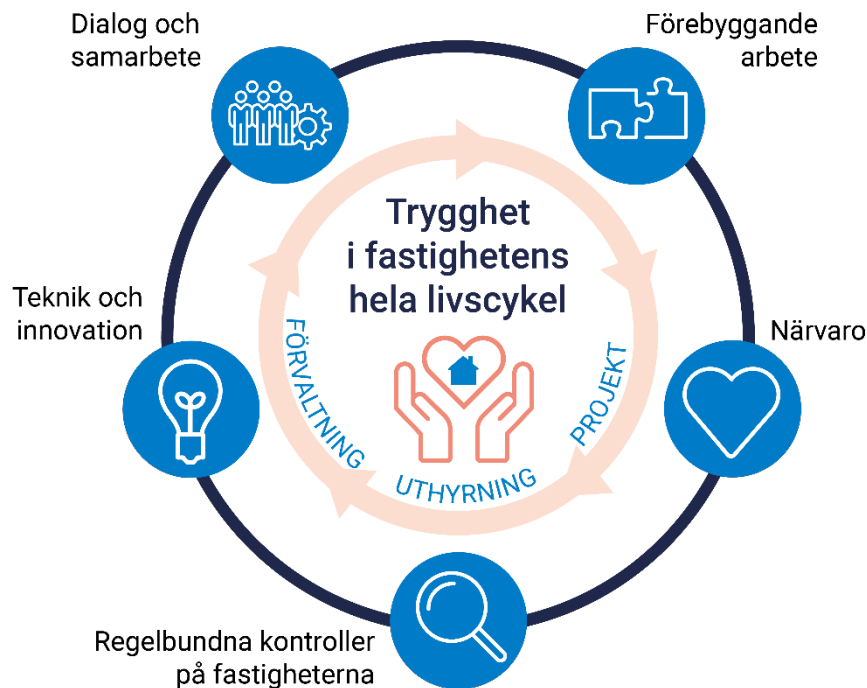 Dialog och
samarbete
Förebyggande
arbete
Trygghet
i fastighetens
hela livscykel
Teknik och
innovation
Närvaro
FÖRVALTNING
UTHYRNING
PROJEKT
Regelbundna kontroller
på fastigheterna